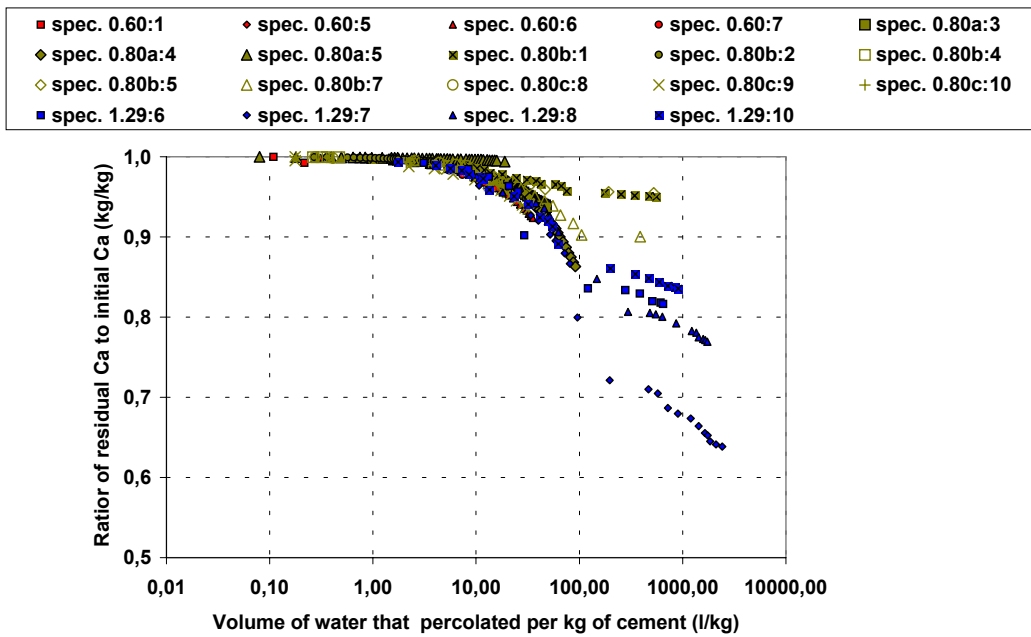 spec. 0.60:1 spec. 0.60:5 spec. 0.60:6 spec. 0.60:7 spec. 0.80a:3
spec. 0.80a:4 spec. 0.80a:5 spec. 0.80b:1 spec. 0.80b:2 spec. 0.80b:4
spec. 0.80b:5 spec. 0.80b:7 spec. 0.80c:8 spec. 0.80c:9 spec. 0.80c:10
spec. 1.29:6 spec. 1.29:7 spec. 1.29:8 spec. 1.29:10
Ratior of residual Ca to initial Ca (kg/kg)
1,0
0,9
0,8
0,7
0,6
0,5
0,01 0,10 1,00 10,00 100,00 1000,00 10000,00
Volume of water that percolated per kg of cement (l/kg)